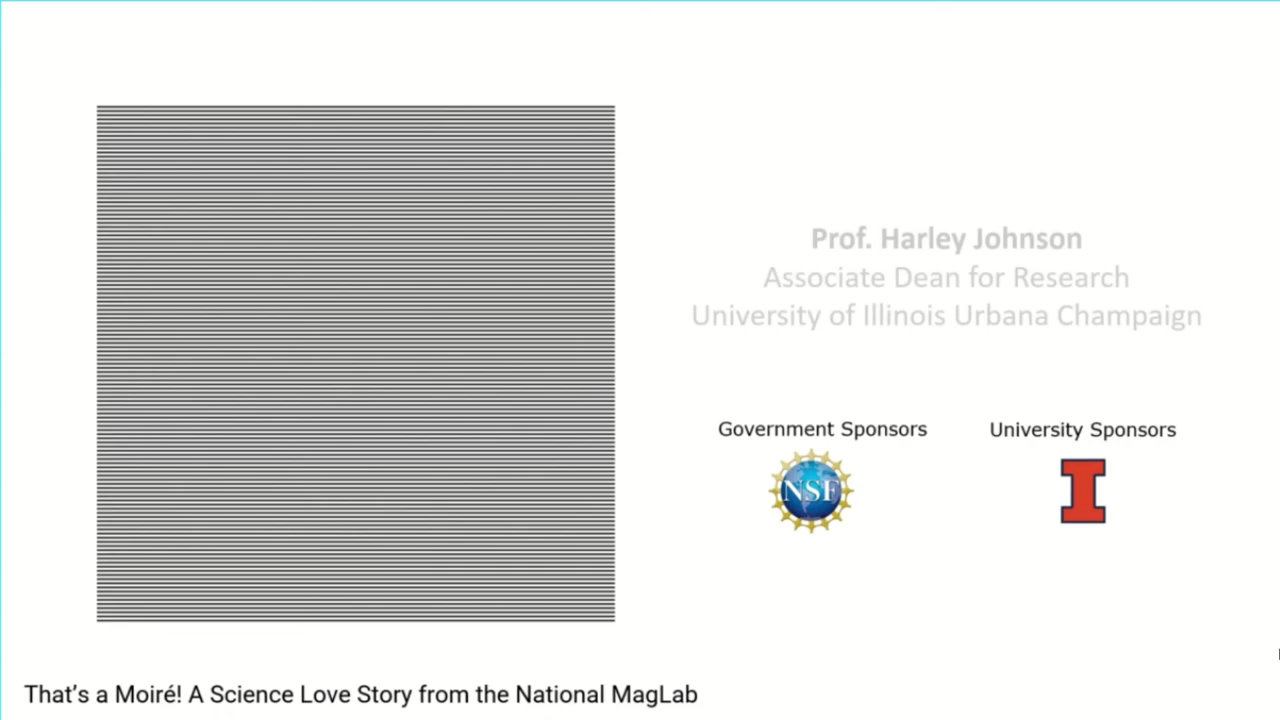 Prof. Harley Johnson
Associate Dean for Research
University of Illinois Urbana Champaign
Government Sponsors
University Sponsors
NSF
I
That's a Moiré! A Science Love Story from the National MagLab